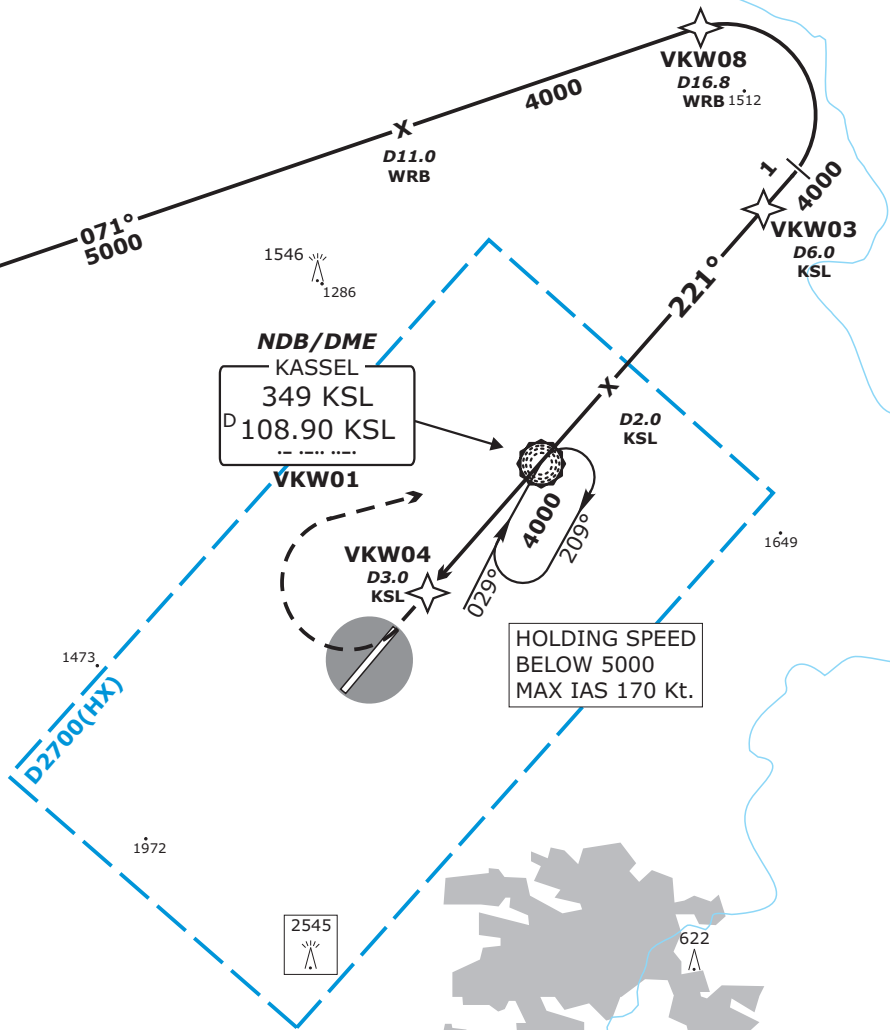 VKW08
D16.8
WRB
1512
4000
X
D11.0
WRB
071°
5000
1
4000
VKW03
D6.0
KSL
221°
1546
1286
NDB/DME
KASSEL
349 KSL
D 108.90 KSL
.- .-.. ..-.
VKW01
X
D2.0
KSL
4000
209°
029°
VKW04
D3.0
KSL
1649
HOLDING SPEED
BELOW 5000
MAX IAS 170 Kt.
1473
D2700(HX)
1972
2545
622